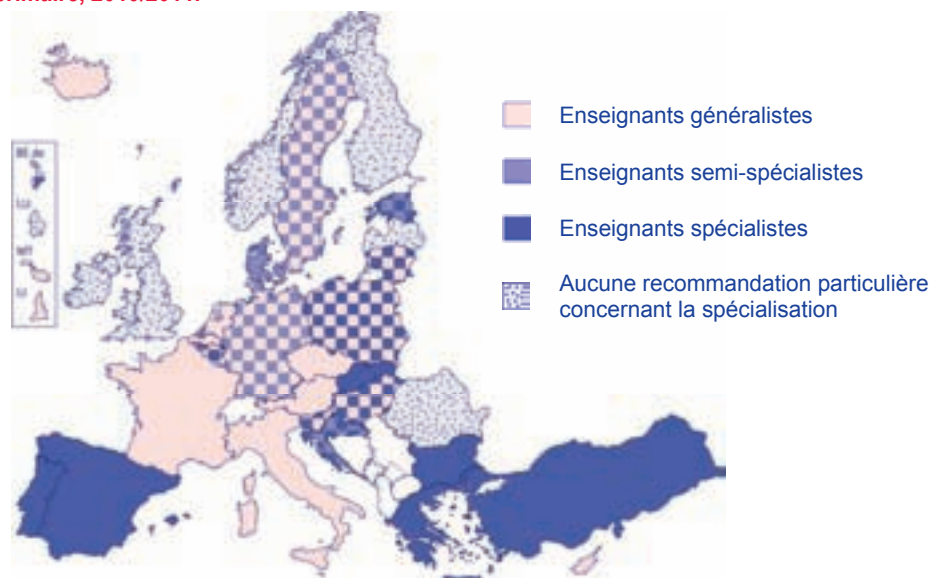 Enseignants généralistes
Enseignants semi-spécialistes
Enseignants spécialistes
Aucune recommandation particulière
concernant la spécialisation